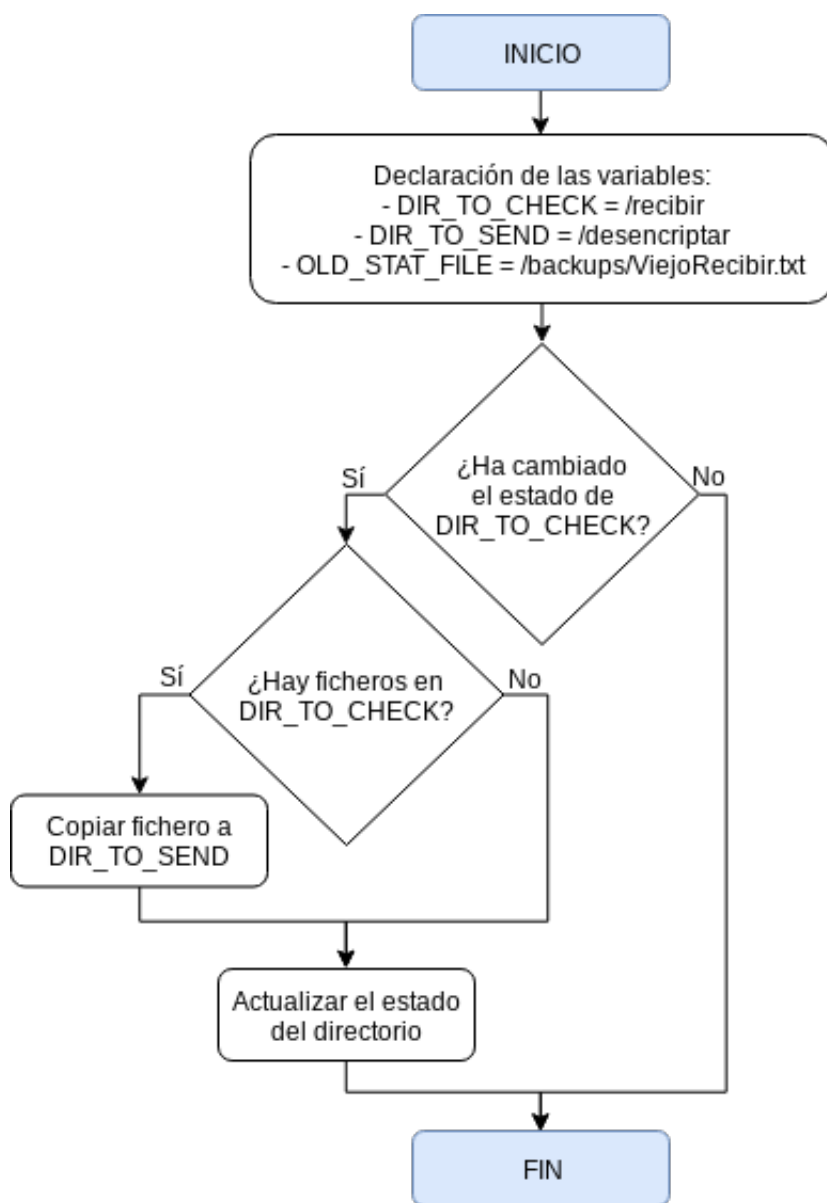 INICIO
Declaración de las variables:
- DIR_TO_CHECK = /recibir
- DIR_TO_SEND = /desencriptar
- OLD_STAT_FILE = /backups/ViejoRecibir.txt
¿Ha cambiado
el estado de
DIR_TO_CHECK?
Sí
No
¿Hay ficheros en
DIR_TO_CHECK?
Sí
No
Copiar fichero a
DIR_TO_SEND
Actualizar el estado
del directorio
FIN